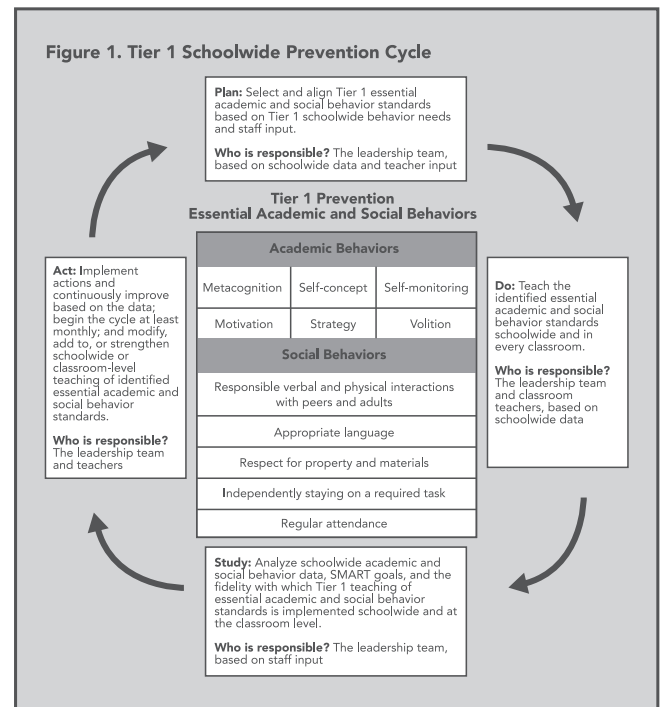 Figure 1. Tier 1 Schoolwide Prevention Cycle
Plan: Select and align Tier 1 essential
academic and social behavior standards
based on Tier 1 schoolwide behavior needs
and staff input.
Who is responsible? The leadership team,
based on schoolwide data and teacher input
Tier 1 Prevention
Essential Academic and Social Behaviors
Academic Behaviors
Metacognition Self-concept Self-monitoring
Motivation Strategy Volition
Social Behaviors
Responsible verbal and physical interactions
with peers and adults
Appropriate language
Respect for property and materials
Independently staying on a required task
Regular attendance
Do: Teach the
identified essential
academic and social
behavior standards
schoolwide and in
every classroom.
Who is responsible?
The leadership team
and classroom
teachers, based on
schoolwide data
Study: Analyze schoolwide academic and
social behavior data, SMART goals, and the
fidelity with which Tier 1 teaching of
essential academic and social behavior
standards is implemented schoolwide and at
the classroom level.
Who is responsible? The leadership team,
based on staff input
Act: Implement
actions and
continuously improve
based on the data;
begin the cycle at least
monthly; and modify,
add to, or strengthen
schoolwide or
classroom-level
teaching of identified
essential academic and
social behavior
standards.
Who is responsible?
The leadership team
and teachers